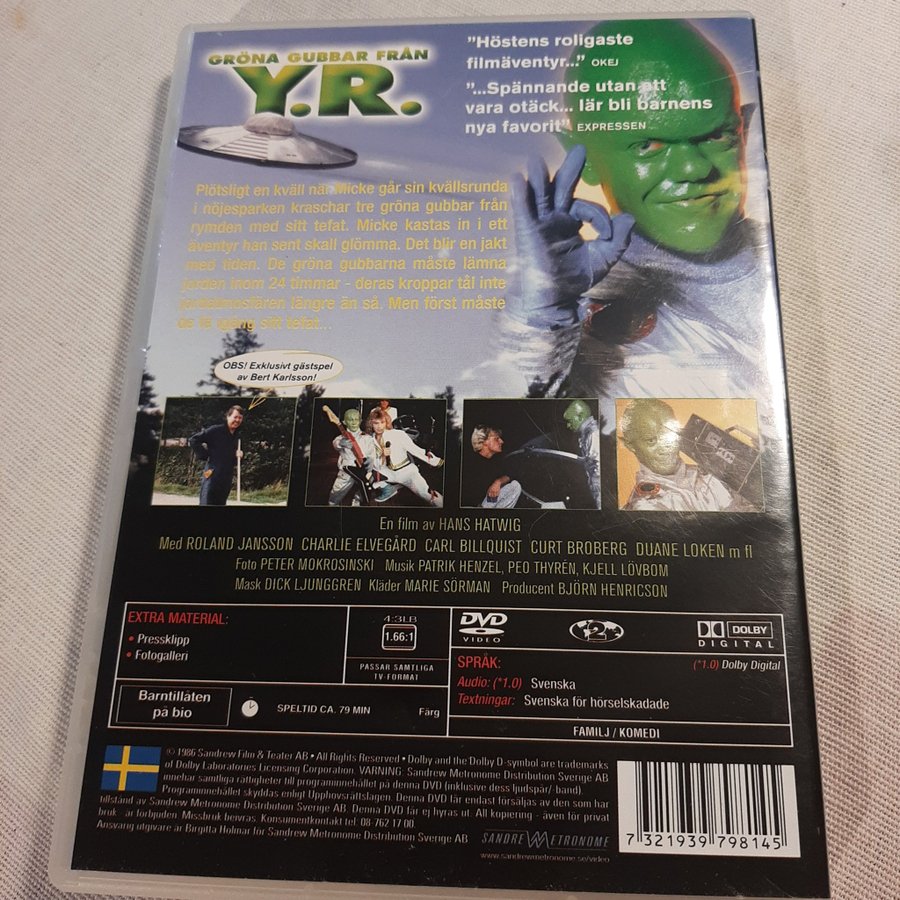 GRÖNA GUBBAR FRÅN
Y.R.
"Höstens roligaste
filmäventyr..." OKEJ
"...Spännande utan att
vara otäck... lär bli barnens
nya favorit" EXPRESSEN
Plötsligt en kväll när Micke går sin kvällsrunda
i nöjesparken kraschar tre gröna gubbar från
rymden med sitt tefat. Micke kastas in i ett
äventyr han sent skall glömma. Det blir en jakt
med tiden. De gröna gubbarna måste lämna
jorden inom 24 timmar - deras kroppar tål inte
jordatmosfären längre än så. Men först måste
de få igång sitt tefat...
OBS! Exklusivt gästspel
av Bert Karlsson!
En film av HANS HATWIG
Med ROLAND JANSSON CHARLIE ELVEGÅRD CARL BILLQUIST CURT BROBERG DUANE LOKEN m fl
Foto PETER MOKROSINSKI Musik PATRIK HENZEL, PEO THYRÉN, KJELL LÖVBOM
Mask DICK LJUNGGREN Kläder MARIE SÖRMAN Producent BJÖRN HENRICSON
EXTRA MATERIAL:
• Pressklipp
• Fotogalleri
4:3LB
1.66:1
PASSAR SAMTLIGA
TV-FORMAT
Barntillåten
på bio
SPELTID CA. 79 MIN
Färg
DVD
VIDEO
2
DOLBY
DIGITAL
SPRÅK:
(*1.0) Dolby Digital
Audio: (*1.0) Svenska
Textningar: Svenska för hörselskadade
FAMILJ / KOMEDI
© 1986 Sandrew Film & Teater AB • All Rights Reserved • Dolby and the Dolby D-symbol are trademarks
of Dolby Laboratories Licensing Corporation. VARNING: Sandrew Metronome Distribution Sverige AB
innehar samtliga rättigheter till programinnehållet på denna DVD (inklusive dess ljudspår/ band).
Programinnehållet skyddas enligt Upphovsrättslagen. Denna DVD får endast försäljas av den som har
tillstånd av Sandrew Metronome Distribution Sverige AB. Denna DVD får ej hyras ut. All kopiering - även för privat
bruk - är förbjuden. Missbruk beivras. Konsumentkontakt tel: 08-762 17 00.
Ansvarig utgivare är Birgitta Holmar för Sandrew Metronome Distribution Sverige AB
SANDREW METRONOME
www.sandrewmetronome.se/video
7 321939 798145